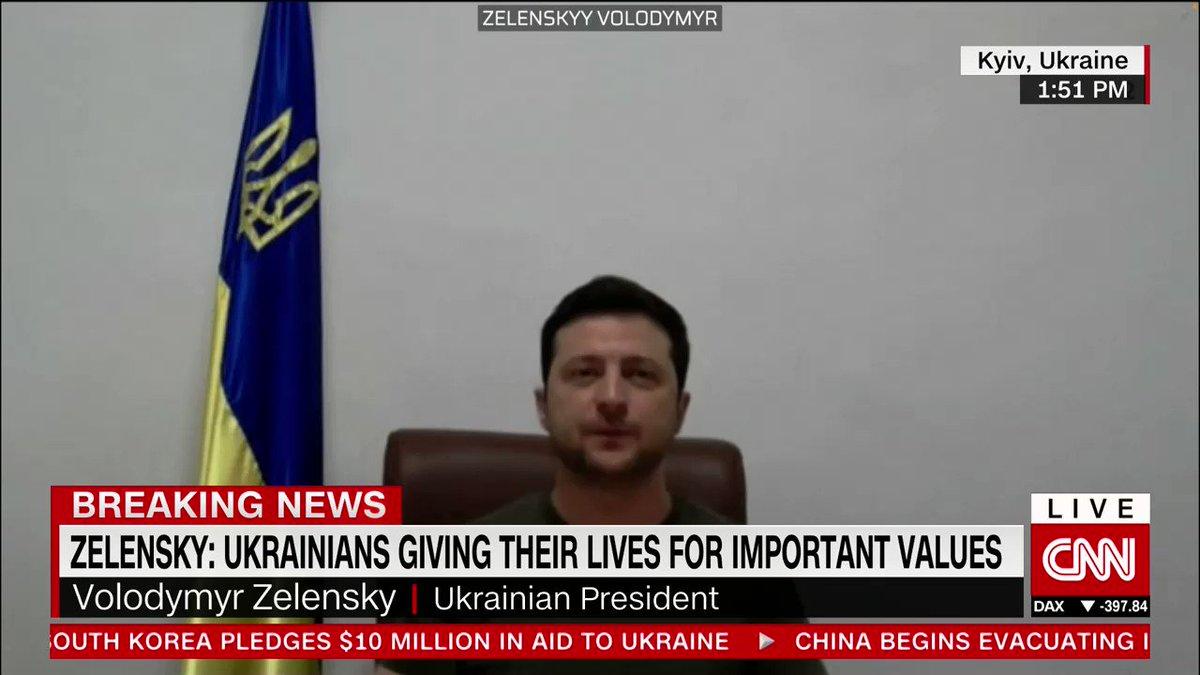 ZELENSKYY VOLODYMYR
Kyiv, Ukraine
1:51 PM
BREAKING NEWS
ZELENSKY: UKRAINIANS GIVING THEIR LIVES FOR IMPORTANT VALUES
Volodymyr Zelensky | Ukrainian President
LIVE
CNN
DAX ▼ -397.84
OUTH KOREA PLEDGES $10 MILLION IN AID TO UKRAINE ▶ CHINA BEGINS EVACUATING